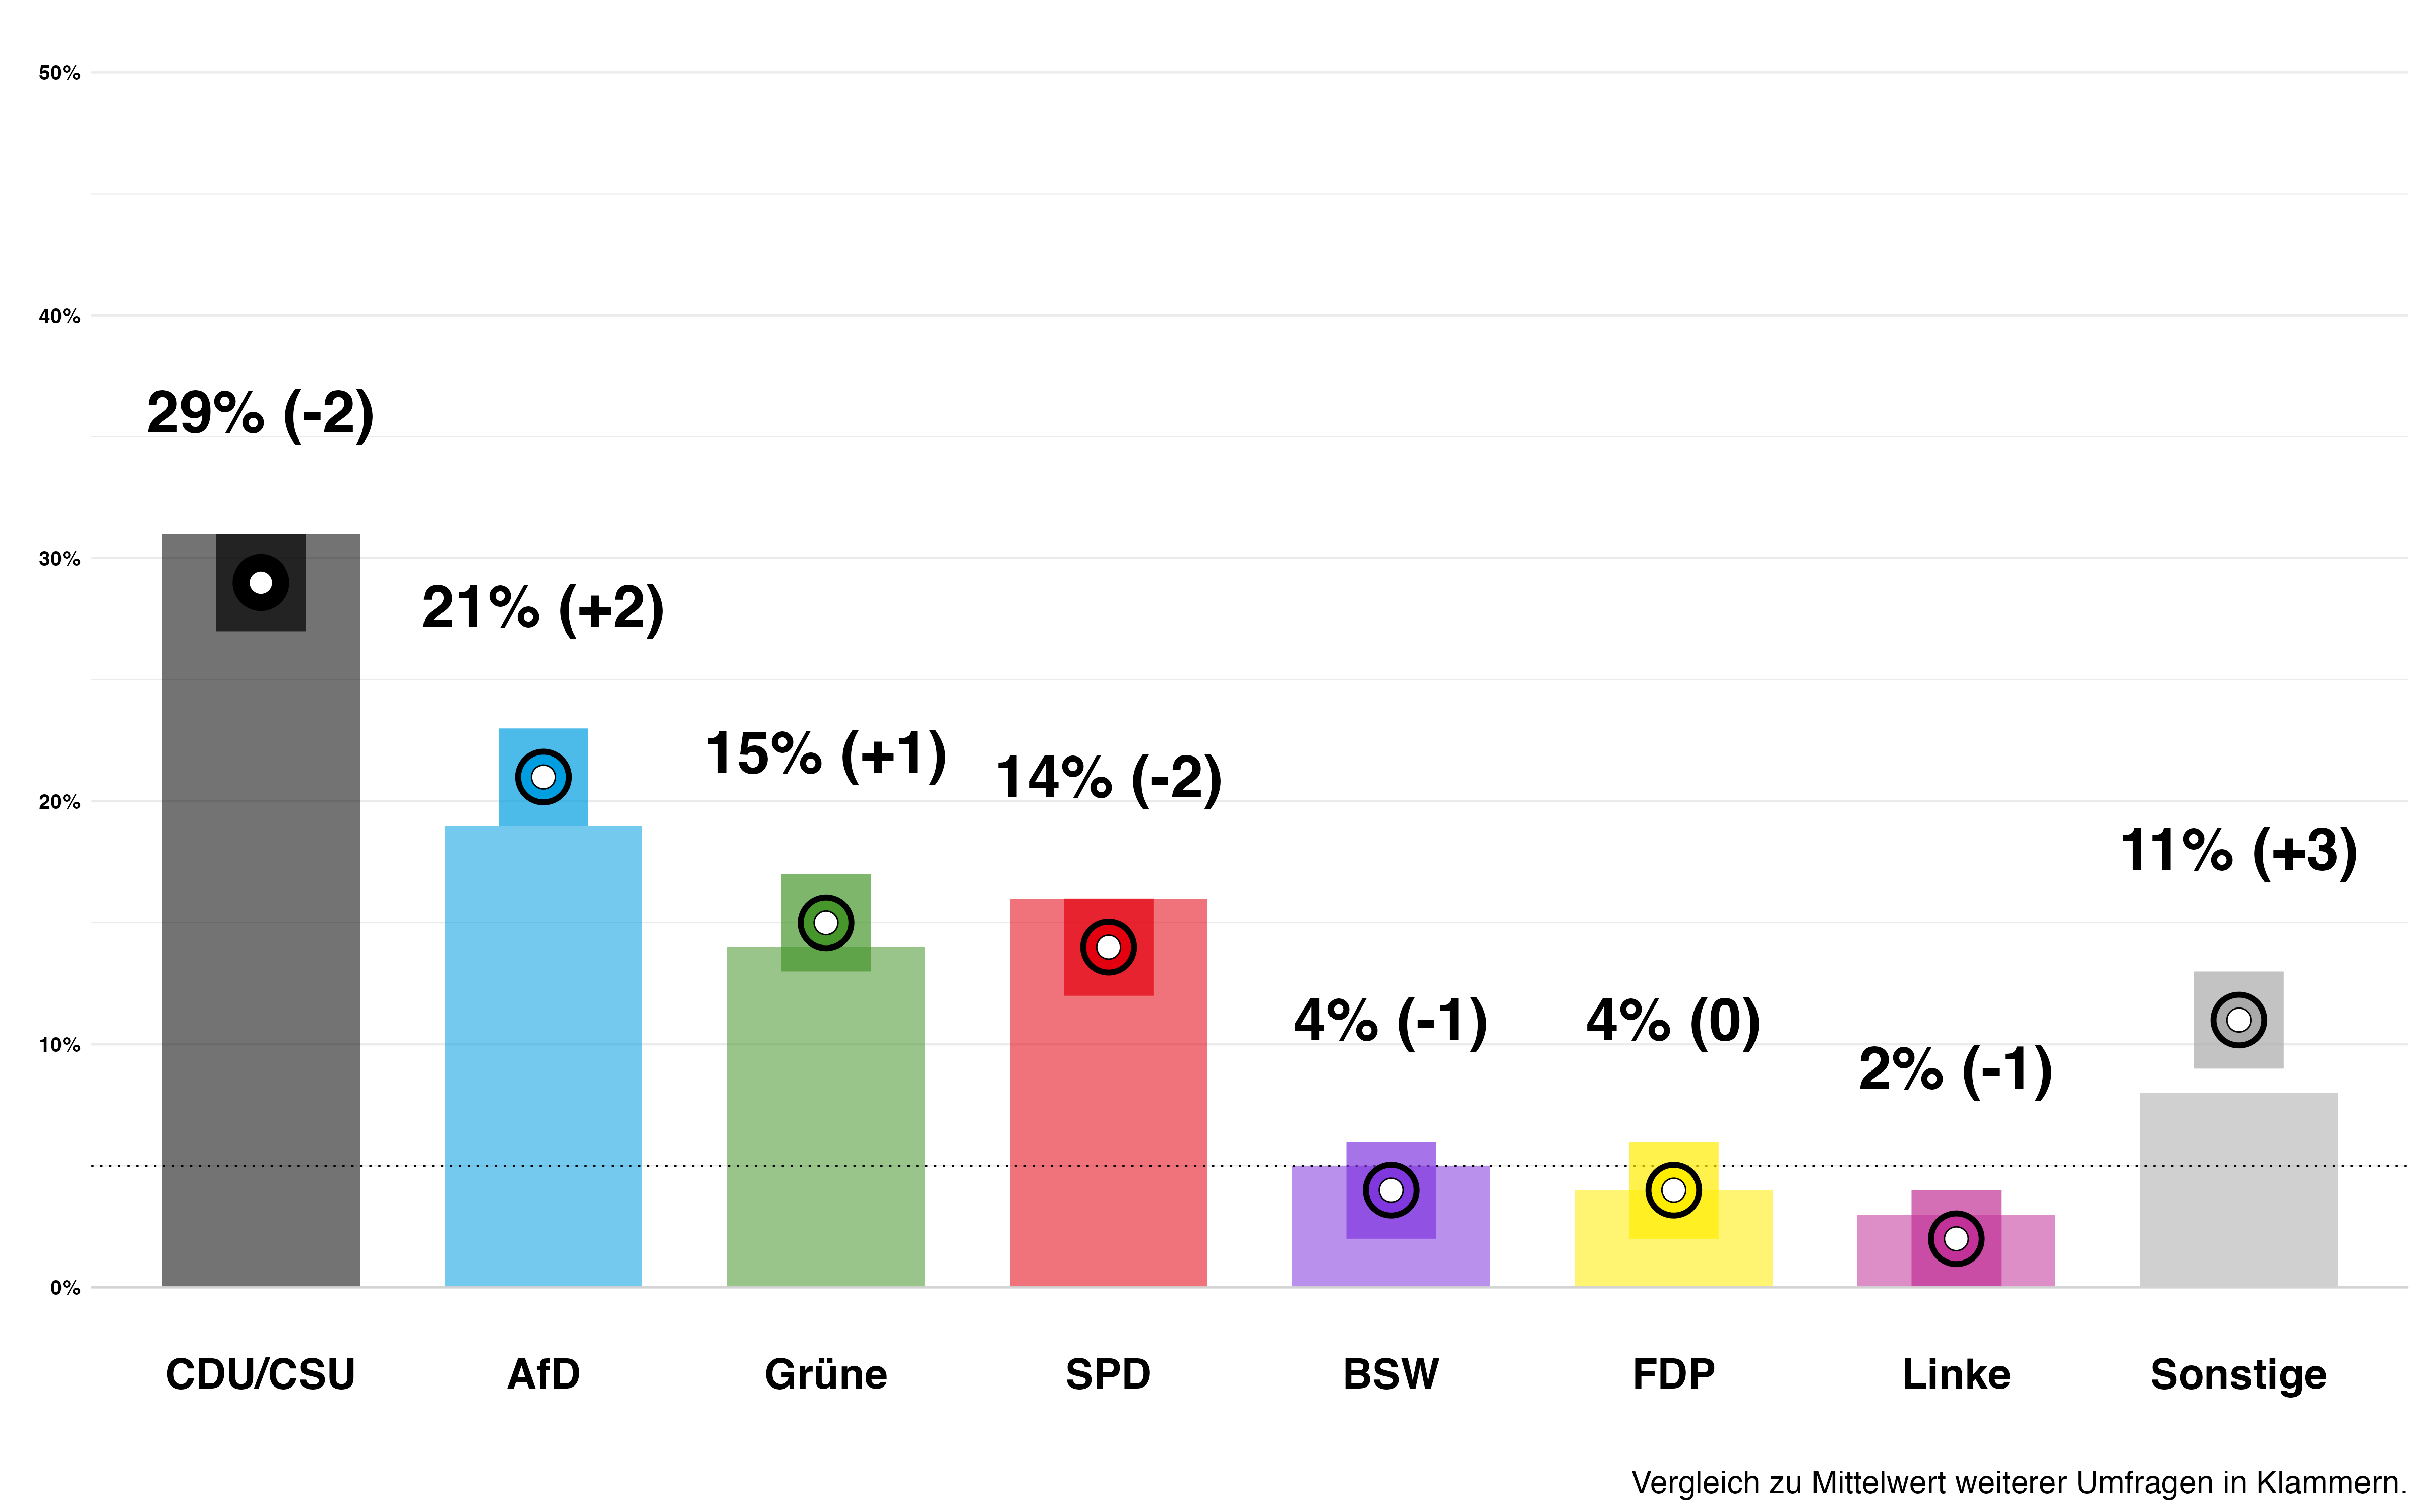 50%
40%
30%
20%
10%
0%
29% (-2)
21% (+2)
15% (+1)
14% (-2)
4% (-1)
4% (0)
2% (-1)
11% (+3)
CDU/CSU
AfD
Grüne
SPD
BSW
FDP
Linke
Sonstige
Vergleich zu Mittelwert weiterer Umfragen in Klammern.